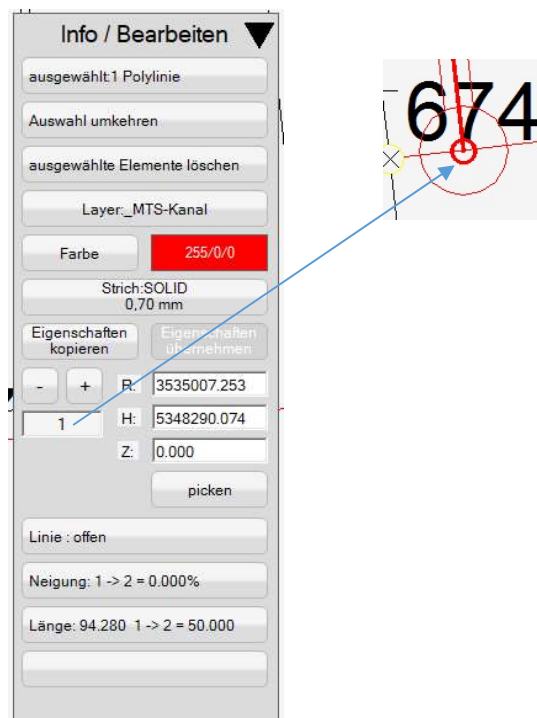 Info / Bearbeiten
ausgewählt:1 Polylinie
Auswahl umkehren
ausgewählte Elemente löschen
Layer:_MTS-Kanal
Farbe 255/0/0
Strich:SOLID
0,70 mm
Eigenschaften
kopieren
Eigenschaften
übernehmen
- + R: 3535007.253
1 H: 5348290.074
Z: 0.000
picken
Linie : offen
Neigung: 1 -> 2 = 0.000%
Länge: 94.280 1 -> 2 = 50.000
674